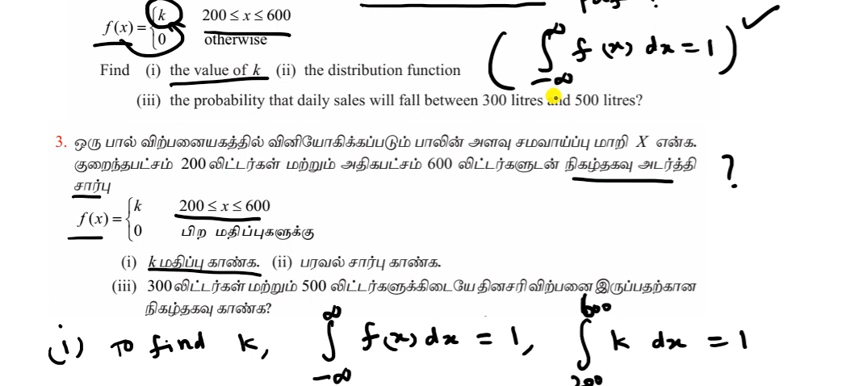 f(x) = { k 200 ≤ x ≤ 600
0 otherwise
( ∫_{-∞}^{∞} f(x) dx = 1 ) ✓
Find (i) the value of k (ii) the distribution function
(iii) the probability that daily sales will fall between 300 litres and 500 litres?
3. ஒரு பால் விற்பனையகத்தில் வினியோகிக்கப்படும் பாலின் அளவு சமவாய்ப்பு மாறி X என்க.
குறைந்தபட்சம் 200 லிட்டர்கள் மற்றும் அதிகபட்சம் 600 லிட்டர்களுடன் நிகழ்தகவு அடர்த்தி
சார்பு
?
f(x) = { k 200 ≤ x ≤ 600
0 பிற மதிப்புகளுக்கு
(i) k மதிப்பு காண்க. (ii) பரவல் சார்பு காண்க.
(iii) 300 லிட்டர்கள் மற்றும் 500 லிட்டர்களுக்கிடையே தினசரி விற்பனை இருப்பதற்கான
நிகழ்தகவு காண்க?
(i) To find k, ∫_{-∞}^{∞} f(x) dx = 1, ∫_{200}^{600} k dx = 1